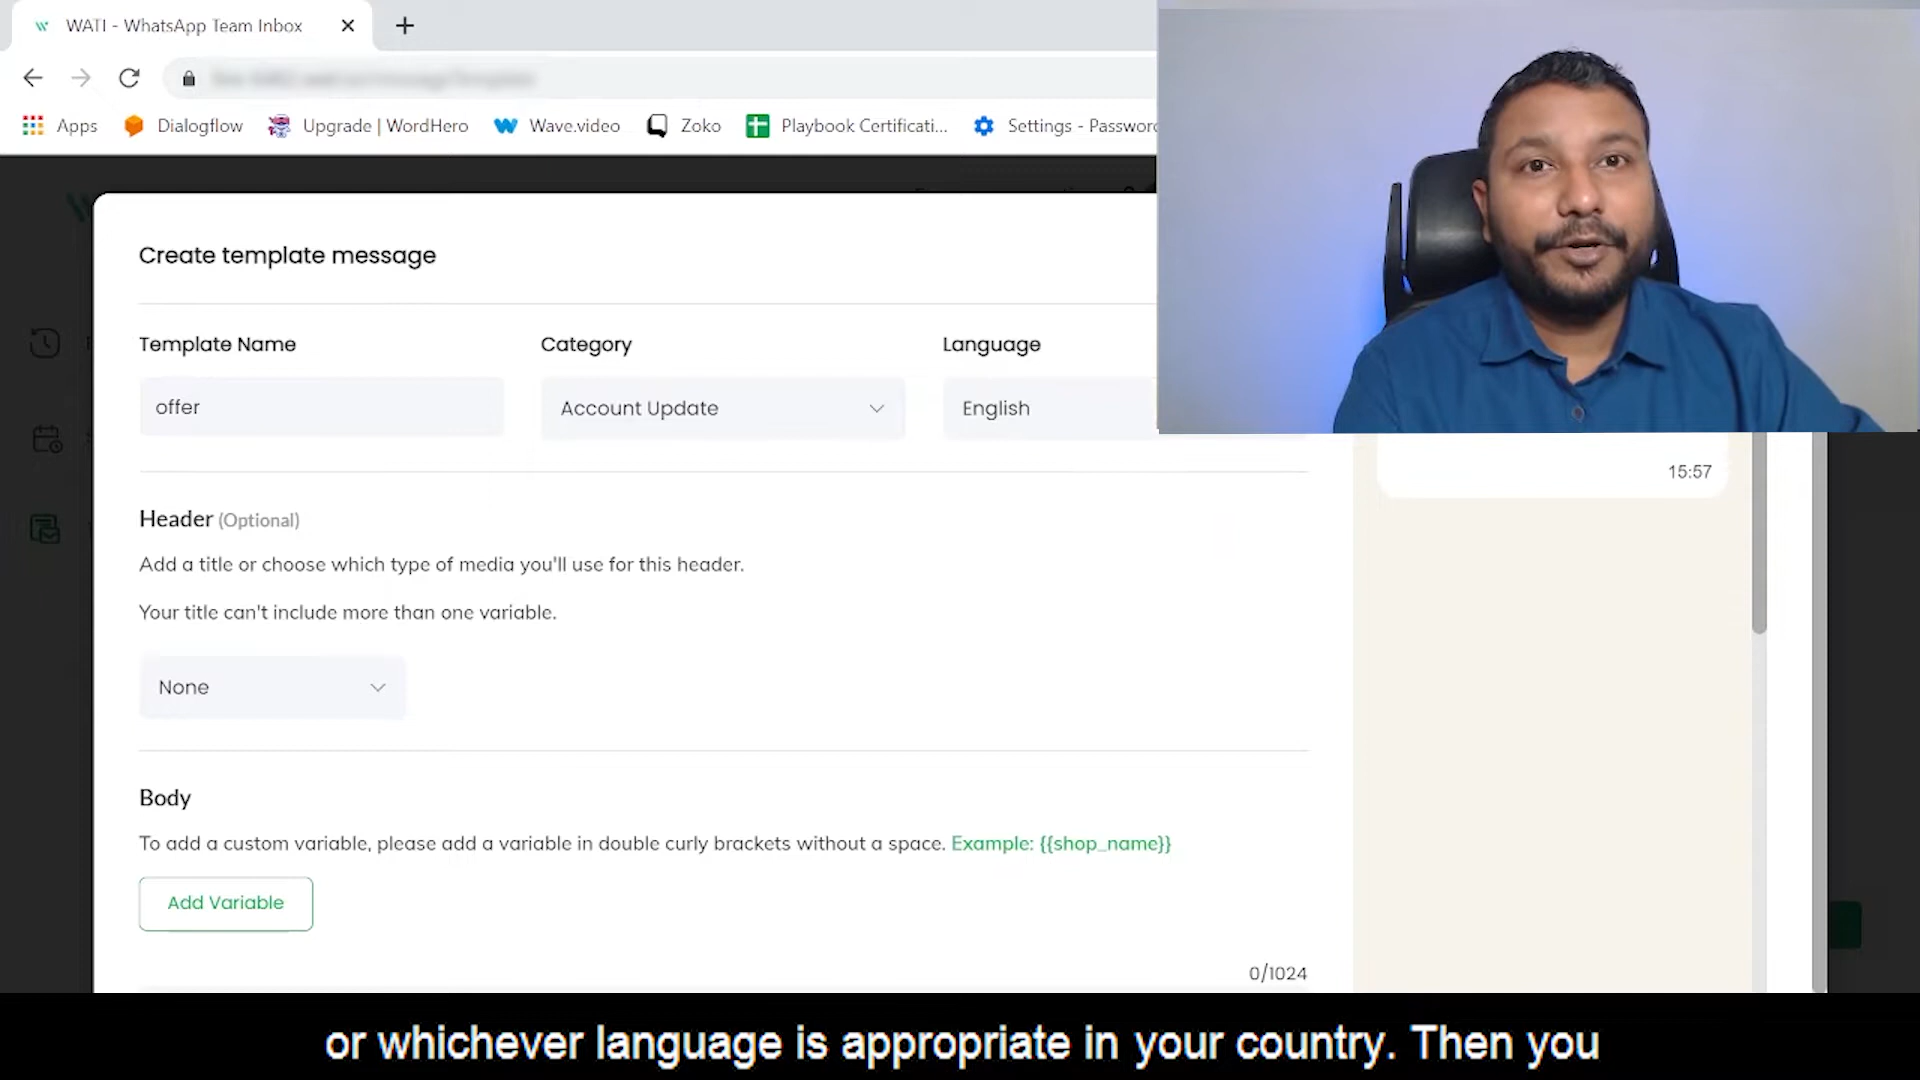 WATI - WhatsApp Team Inbox
Apps
Dialogflow
Upgrade | WordHero
Wave.video
Zoko
Playbook Certificati...
Settings - Password
Create template message
Template Name
Category
Language
offer
Account Update
English
15:57
Header (Optional)
Add a title or choose which type of media you'll use for this header.
Your title can't include more than one variable.
None
Body
To add a custom variable, please add a variable in double curly brackets without a space. Example: {{shop_name}}
Add Variable
0/1024
or whichever language is appropriate in your country. Then you